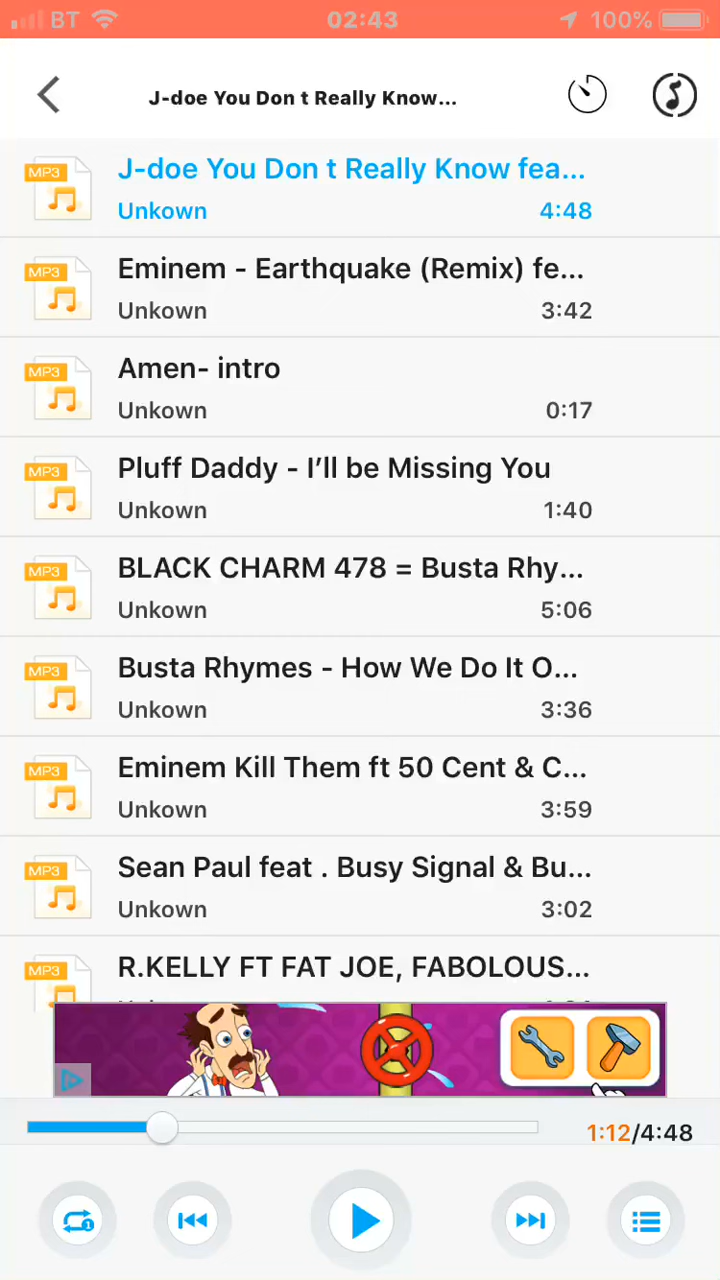 BT 02:43 100%
J-doe You Don t Really Know...
MP3 J-doe You Don t Really Know fea...
Unkown 4:48
MP3 Eminem - Earthquake (Remix) fe...
Unkown 3:42
MP3 Amen- intro
Unkown 0:17
MP3 Pluff Daddy - I’ll be Missing You
Unkown 1:40
MP3 BLACK CHARM 478 = Busta Rhy...
Unkown 5:06
MP3 Busta Rhymes - How We Do It O...
Unkown 3:36
MP3 Eminem Kill Them ft 50 Cent & C...
Unkown 3:59
MP3 Sean Paul feat . Busy Signal & Bu...
Unkown 3:02
MP3 R.KELLY FT FAT JOE, FABOLOUS...
1:12/4:48
1